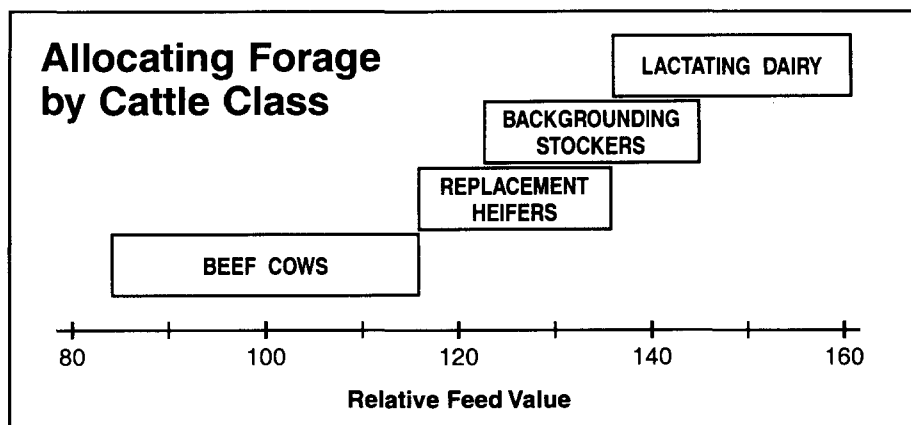 Allocating Forage
by Cattle Class
LACTATING DAIRY
BACKGROUNDING
STOCKERS
REPLACEMENT
HEIFERS
BEEF COWS
80 100 120 140 160
Relative Feed Value